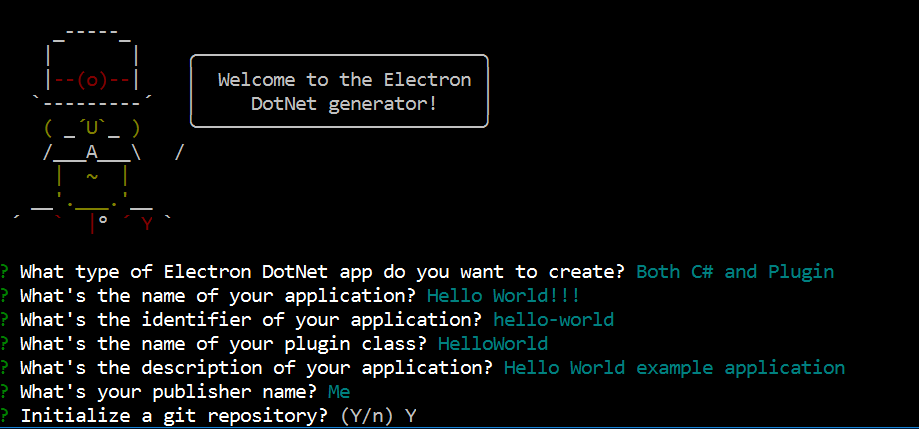 Welcome to the Electron
DotNet generator!
? What type of Electron DotNet app do you want to create? Both C# and Plugin
? What's the name of your application? Hello World!!!
? What's the identifier of your application? hello-world
? What's the name of your plugin class? HelloWorld
? What's the description of your application? Hello World example application
? What's your publisher name? Me
? Initialize a git repository? (Y/n) Y